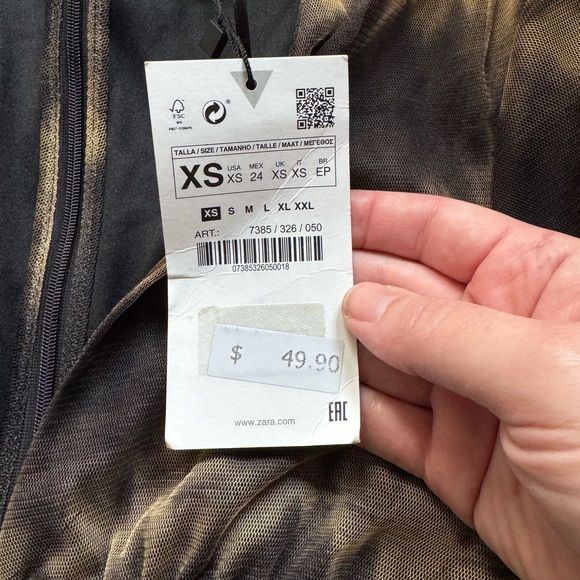 FSC
TALLA / SIZE / TAMANHO / TAILLE / MAAT / ΜΕΓΕΘΟΣ
XS USA XS MEX 24 UK XS IT XS BR EP
XS S M L XL XXL
ART.: 7385 / 326 / 050
07385326050018
$ 49.90
www.zara.com
EAC